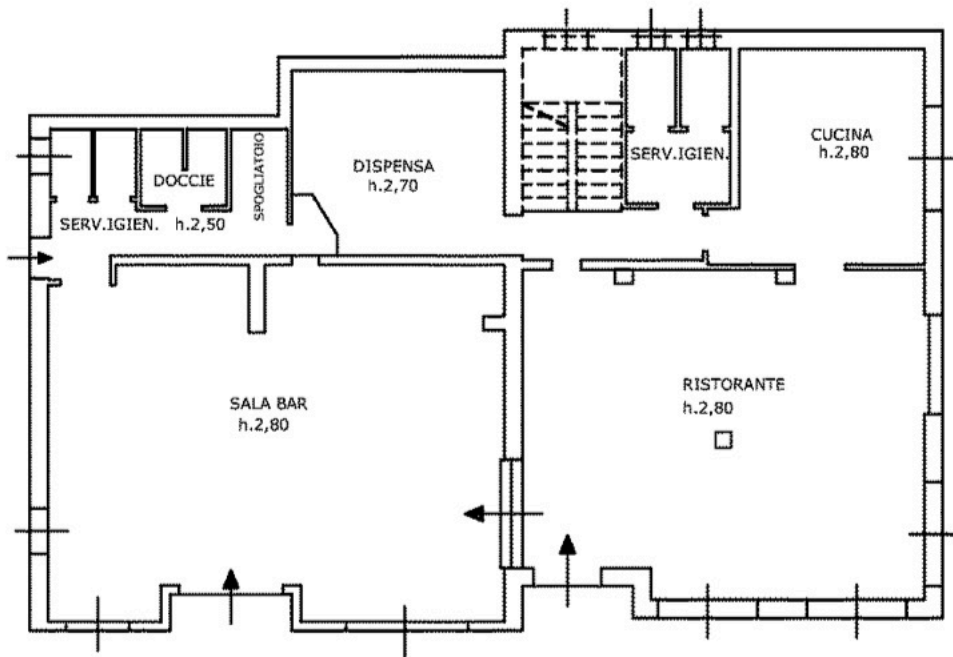 CUCINA
h.2,80
SERV.IGIEN.
DISPENSA
h.2,70
DOCCIE
SPOGLIATOIO
SERV.IGIEN. h.2,50
RISTORANTE
h.2,80
SALA BAR
h.2,80